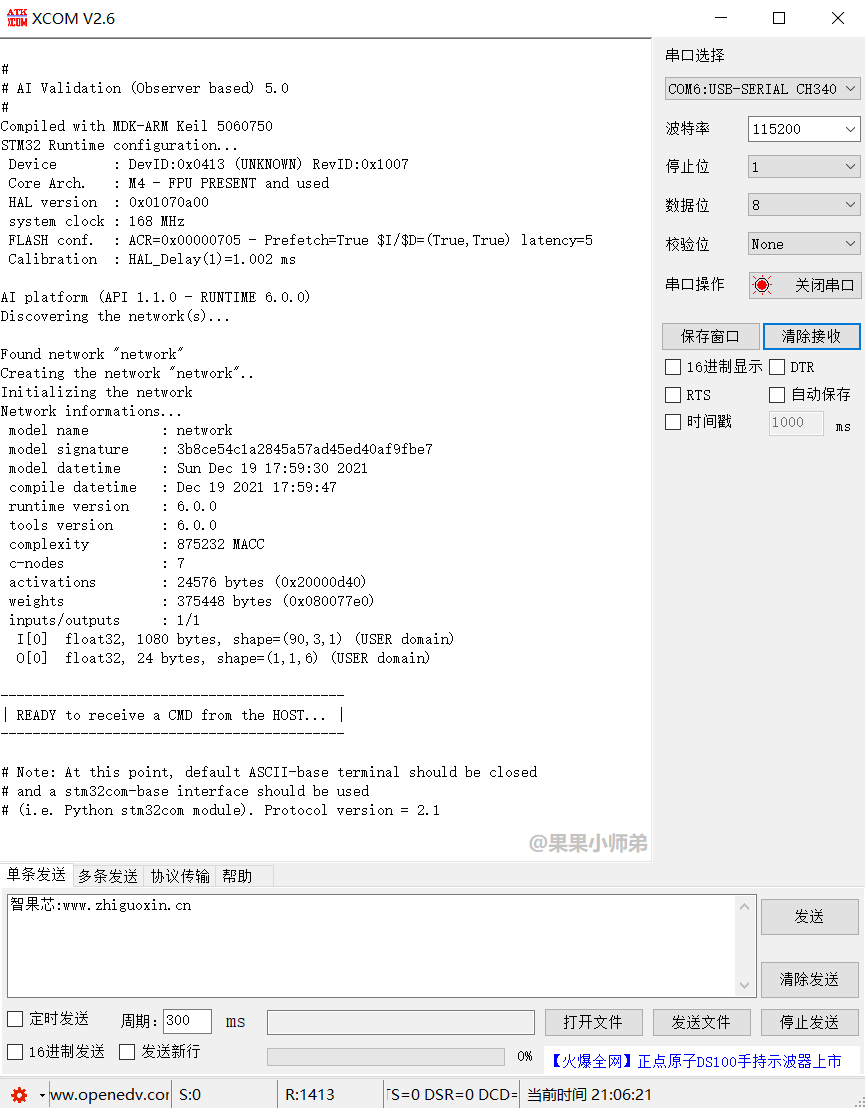 ATK XCOM XCOM V2.6
#
# AI Validation (Observer based) 5.0
#
Compiled with MDK-ARM Keil 5060750
STM32 Runtime configuration...
Device : DevID:0x0413 (UNKNOWN) RevID:0x1007
Core Arch. : M4 - FPU PRESENT and used
HAL version : 0x01070a00
system clock : 168 MHz
FLASH conf. : ACR=0x00000705 - Prefetch=True $I/$D=(True,True) latency=5
Calibration : HAL_Delay(1)=1.002 ms
AI platform (API 1.1.0 - RUNTIME 6.0.0)
Discovering the network(s)...
Found network "network"
Creating the network "network"..
Initializing the network
Network informations...
model name : network
model signature : 3b8ce54c1a2845a57ad45ed40af9fbe7
model datetime : Sun Dec 19 17:59:30 2021
compile datetime : Dec 19 2021 17:59:47
runtime version : 6.0.0
tools version : 6.0.0
complexity : 875232 MACC
c-nodes : 7
activations : 24576 bytes (0x20000d40)
weights : 375448 bytes (0x080077e0)
inputs/outputs : 1/1
I[0] float32, 1080 bytes, shape=(90,3,1) (USER domain)
O[0] float32, 24 bytes, shape=(1,1,6) (USER domain)
-------------------------------------------
| READY to receive a CMD from the HOST... |
-------------------------------------------
# Note: At this point, default ASCII-base terminal should be closed
# and a stm32com-base interface should be used
# (i.e. Python stm32com module). Protocol version = 2.1
@果果小师弟
串口选择
COM6:USB-SERIAL CH340
波特率 115200
停止位 1
数据位 8
校验位 None
串口操作 关闭串口
保存窗口 清除接收
16进制显示 DTR
RTS 自动保存
时间戳 1000 ms
单条发送 多条发送 协议传输 帮助
智果芯:www.zhiguoxin.cn
发送
清除发送
定时发送 周期: 300 ms 打开文件 发送文件 停止发送
16进制发送 发送新行 0% 【火爆全网】正点原子DS100手持示波器上市
ww.openedv.cor S:0 R:1413 TS=0 DSR=0 DCD= 当前时间 21:06:21